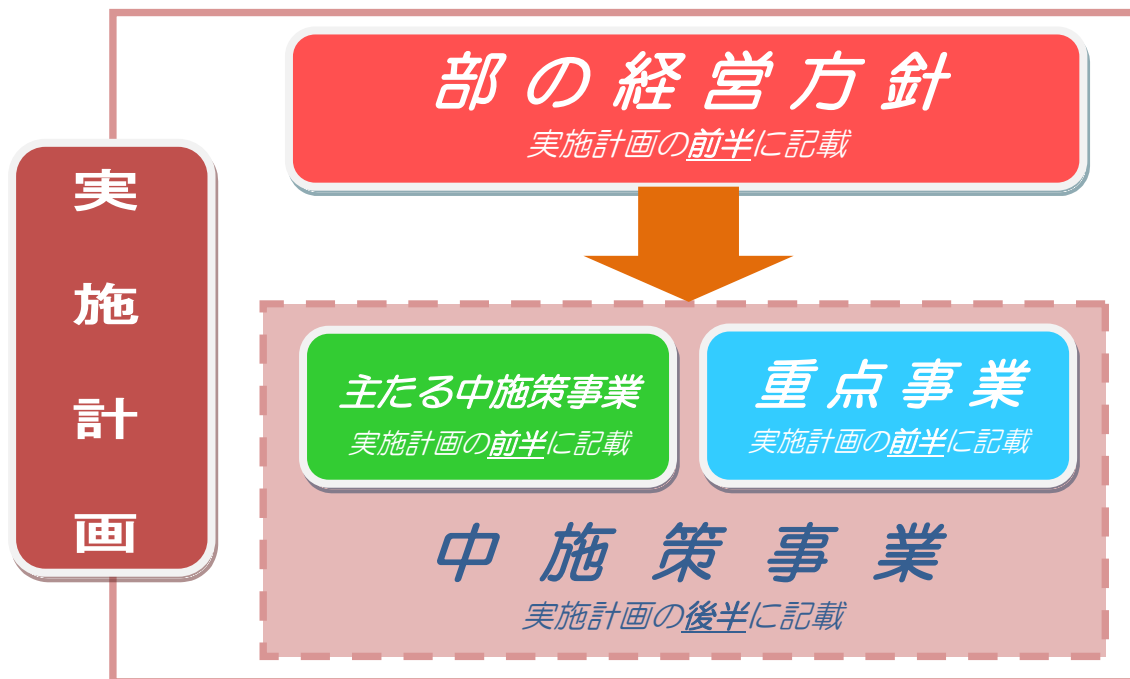 部の経営方針
実施計画の前半に記載
実施計画
主たる中施策事業
実施計画の前半に記載
重点事業
実施計画の前半に記載
中施策事業
実施計画の後半に記載